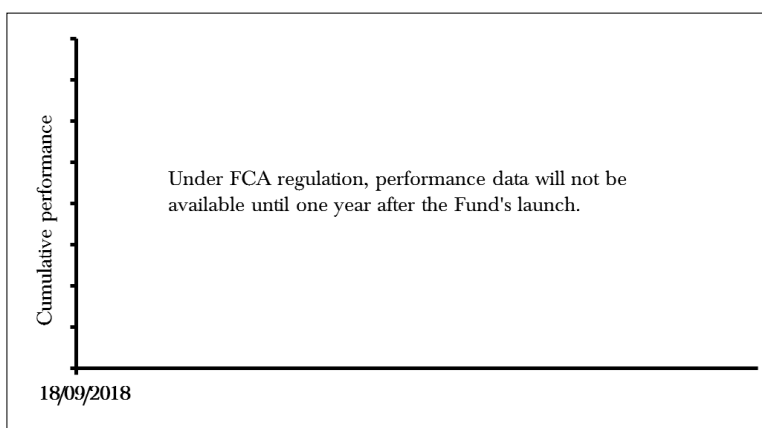 Cumulative performance
Under FCA regulation, performance data will not be
available until one year after the Fund's launch.
18/09/2018